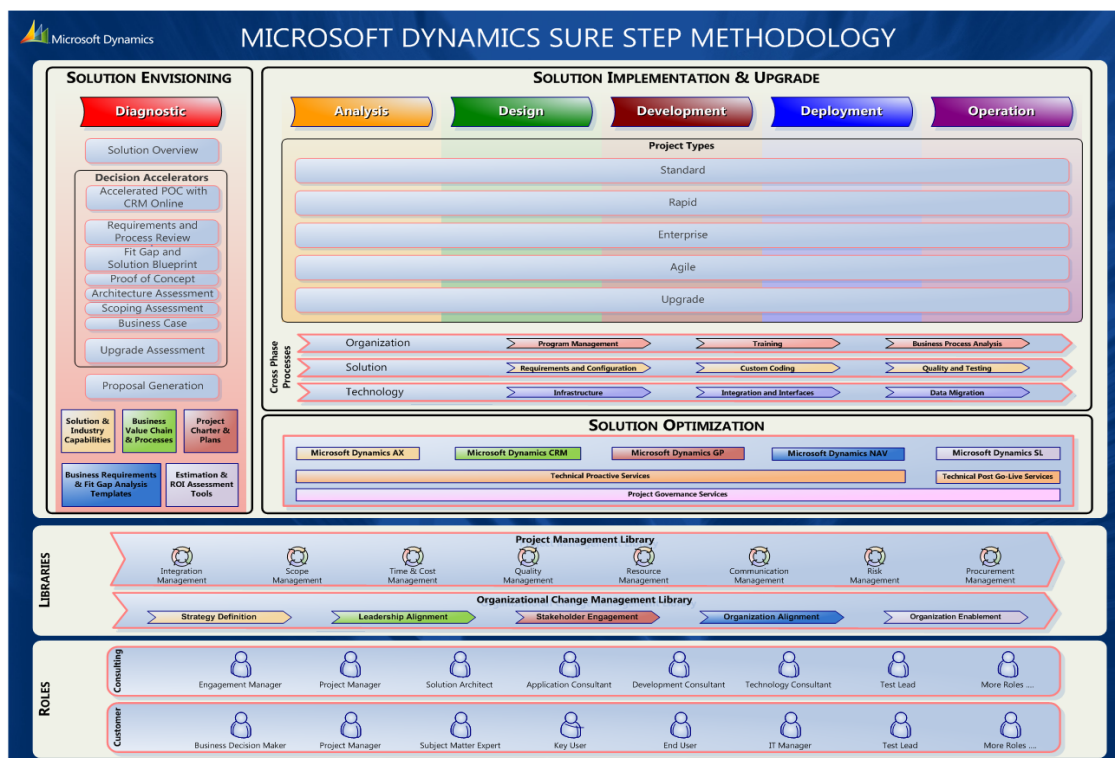 Microsoft Dynamics
MICROSOFT DYNAMICS SURE STEP METHODOLOGY
SOLUTION ENVISIONING
Diagnostic
Solution Overview
Decision Accelerators
Accelerated POC with
CRM Online
Requirements and
Process Review
Fit Gap and
Solution Blueprint
Proof of Concept
Architecture Assessment
Scoping Assessment
Business Case
Upgrade Assessment
Proposal Generation
Solution &
Industry
Capabilities
Business
Value Chain
& Processes
Project
Charter &
Plans
Business Requirements
& Fit Gap Analysis
Templates
Estimation &
ROI Assessment
Tools
SOLUTION IMPLEMENTATION & UPGRADE
Analysis
Design
Development
Deployment
Operation
Project Types
Standard
Rapid
Enterprise
Agile
Upgrade
Cross Phase
Processes
Organization
Program Management
Training
Business Process Analysis
Solution
Requirements and Configuration
Custom Coding
Quality and Testing
Technology
Infrastructure
Integration and Interfaces
Data Migration
SOLUTION OPTIMIZATION
Microsoft Dynamics AX
Microsoft Dynamics CRM
Microsoft Dynamics GP
Microsoft Dynamics NAV
Microsoft Dynamics SL
Technical Proactive Services
Technical Post Go-Live Services
Project Governance Services
LIBRARIES
Project Management Library
Integration
Management
Scope
Management
Time & Cost
Management
Quality
Management
Resource
Management
Communication
Management
Risk
Management
Procurement
Management
Organizational Change Management Library
Strategy Definition
Leadership Alignment
Stakeholder Engagement
Organization Alignment
Organization Enablement
ROLES
Consulting
Engagement Manager
Project Manager
Solution Architect
Application Consultant
Development Consultant
Technology Consultant
Test Lead
More Roles ....
Customer
Business Decision Maker
Project Manager
Subject Matter Expert
Key User
End User
IT Manager
Test Lead
More Roles ....